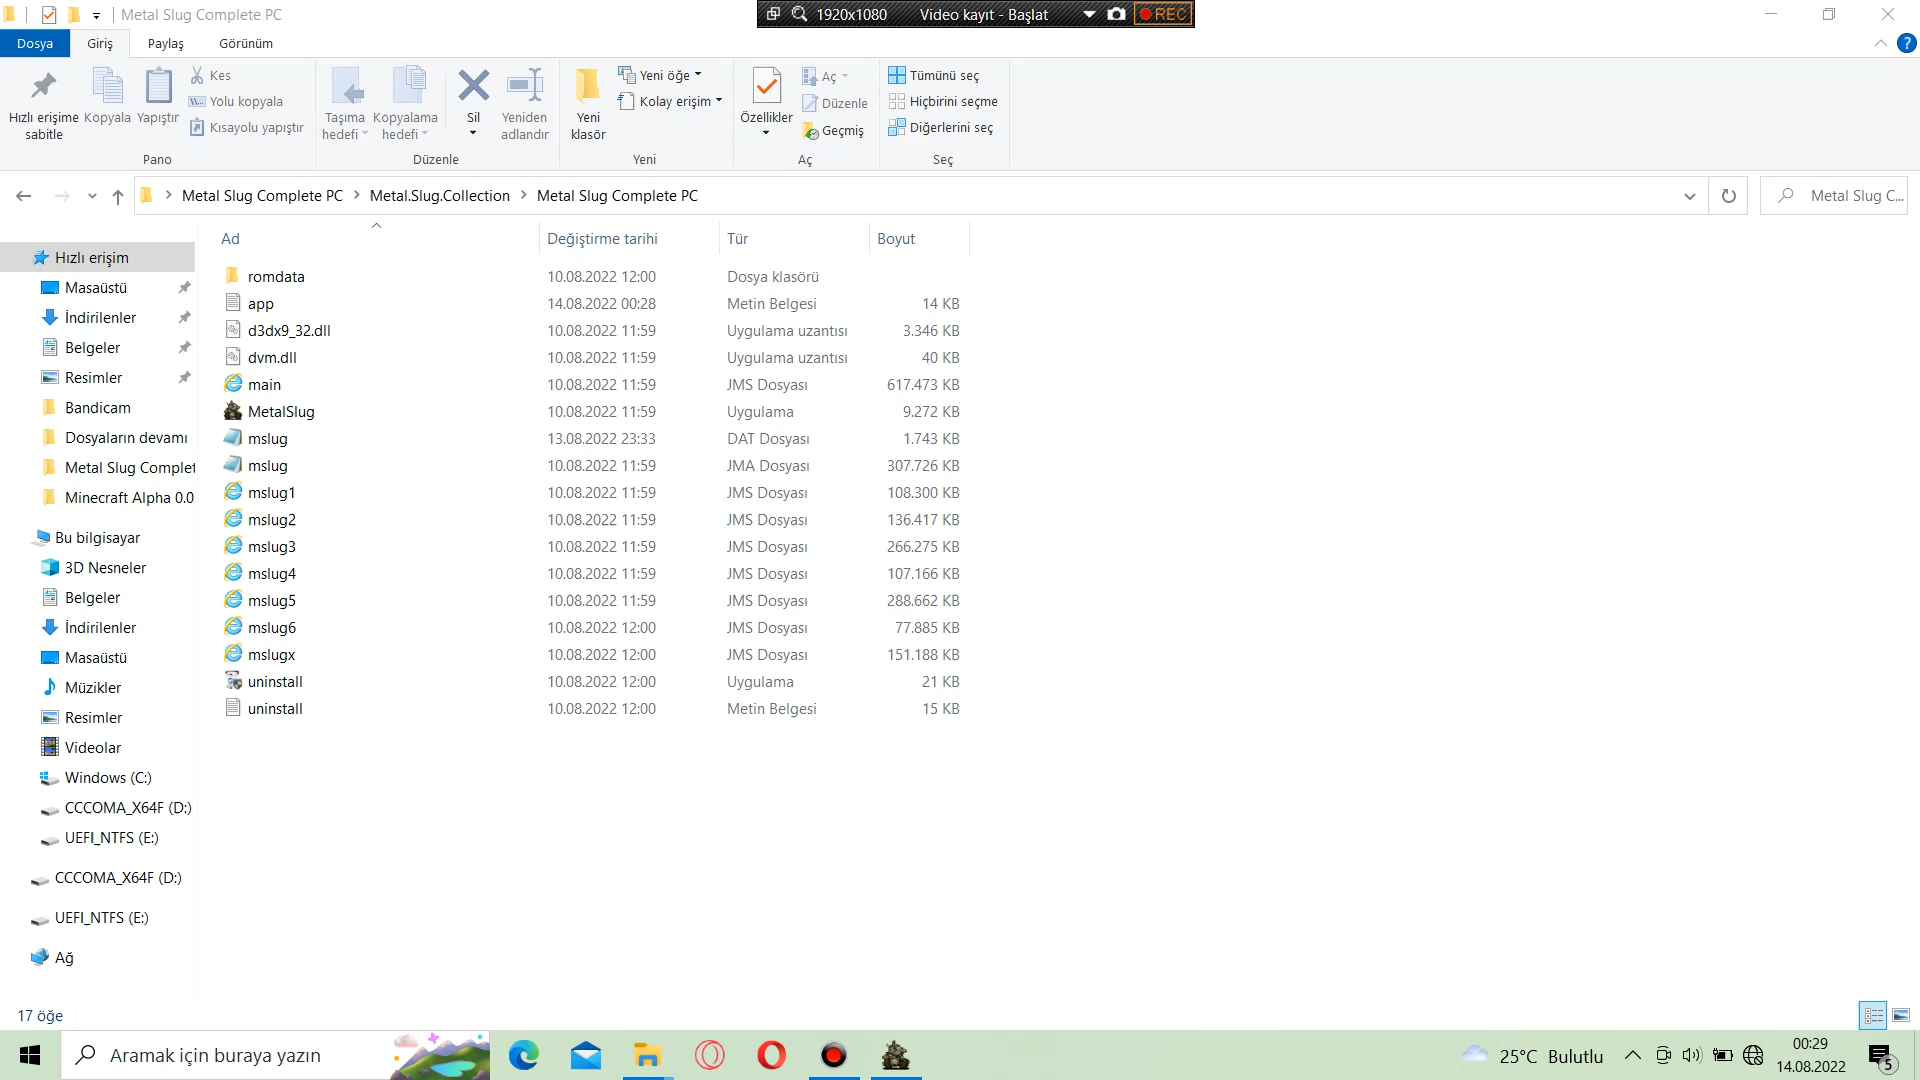 Metal Slug Complete PC
1920x1080 Video kayıt - Başlat REC
Dosya Giriş Paylaş Görünüm
?
Hızlı erişime sabitle
Kopyala
Yapıştır
Kes
Yolu kopyala
Kısayolu yapıştır
Pano
Taşıma hedefi
Kopyalama hedefi
Sil
Yeniden adlandır
Düzenle
Yeni klasör
Yeni öğe
Kolay erişim
Yeni
Özellikler
Aç
Düzenle
Geçmiş
Aç
Tümünü seç
Hiçbirini seçme
Diğerlerini seç
Seç
Metal Slug Complete PC Metal.Slug.Collection Metal Slug Complete PC
Metal Slug C...
Hızlı erişim
Masaüstü
İndirilenler
Belgeler
Resimler
Bandicam
Dosyaların devamı
Metal Slug Complet
Minecraft Alpha 0.0
Bu bilgisayar
3D Nesneler
Belgeler
İndirilenler
Masaüstü
Müzikler
Resimler
Videolar
Windows (C:)
CCCOMA_X64F (D:)
UEFI_NTFS (E:)
CCCOMA_X64F (D:)
UEFI_NTFS (E:)
Ağ
Ad Değiştirme tarihi Tür Boyut
romdata 10.08.2022 12:00 Dosya klasörü
app 14.08.2022 00:28 Metin Belgesi 14 KB
d3dx9_32.dll 10.08.2022 11:59 Uygulama uzantısı 3.346 KB
dvm.dll 10.08.2022 11:59 Uygulama uzantısı 40 KB
main 10.08.2022 11:59 JMS Dosyası 617.473 KB
MetalSlug 10.08.2022 11:59 Uygulama 9.272 KB
mslug 13.08.2022 23:33 DAT Dosyası 1.743 KB
mslug 10.08.2022 11:59 JMA Dosyası 307.726 KB
mslug1 10.08.2022 11:59 JMS Dosyası 108.300 KB
mslug2 10.08.2022 11:59 JMS Dosyası 136.417 KB
mslug3 10.08.2022 11:59 JMS Dosyası 266.275 KB
mslug4 10.08.2022 11:59 JMS Dosyası 107.166 KB
mslug5 10.08.2022 11:59 JMS Dosyası 288.662 KB
mslug6 10.08.2022 12:00 JMS Dosyası 77.885 KB
mslugx 10.08.2022 12:00 JMS Dosyası 151.188 KB
uninstall 10.08.2022 12:00 Uygulama 21 KB
uninstall 10.08.2022 12:00 Metin Belgesi 15 KB
17 öğe
Aramak için buraya yazın
25°C Bulutlu
00:29
14.08.2022
5